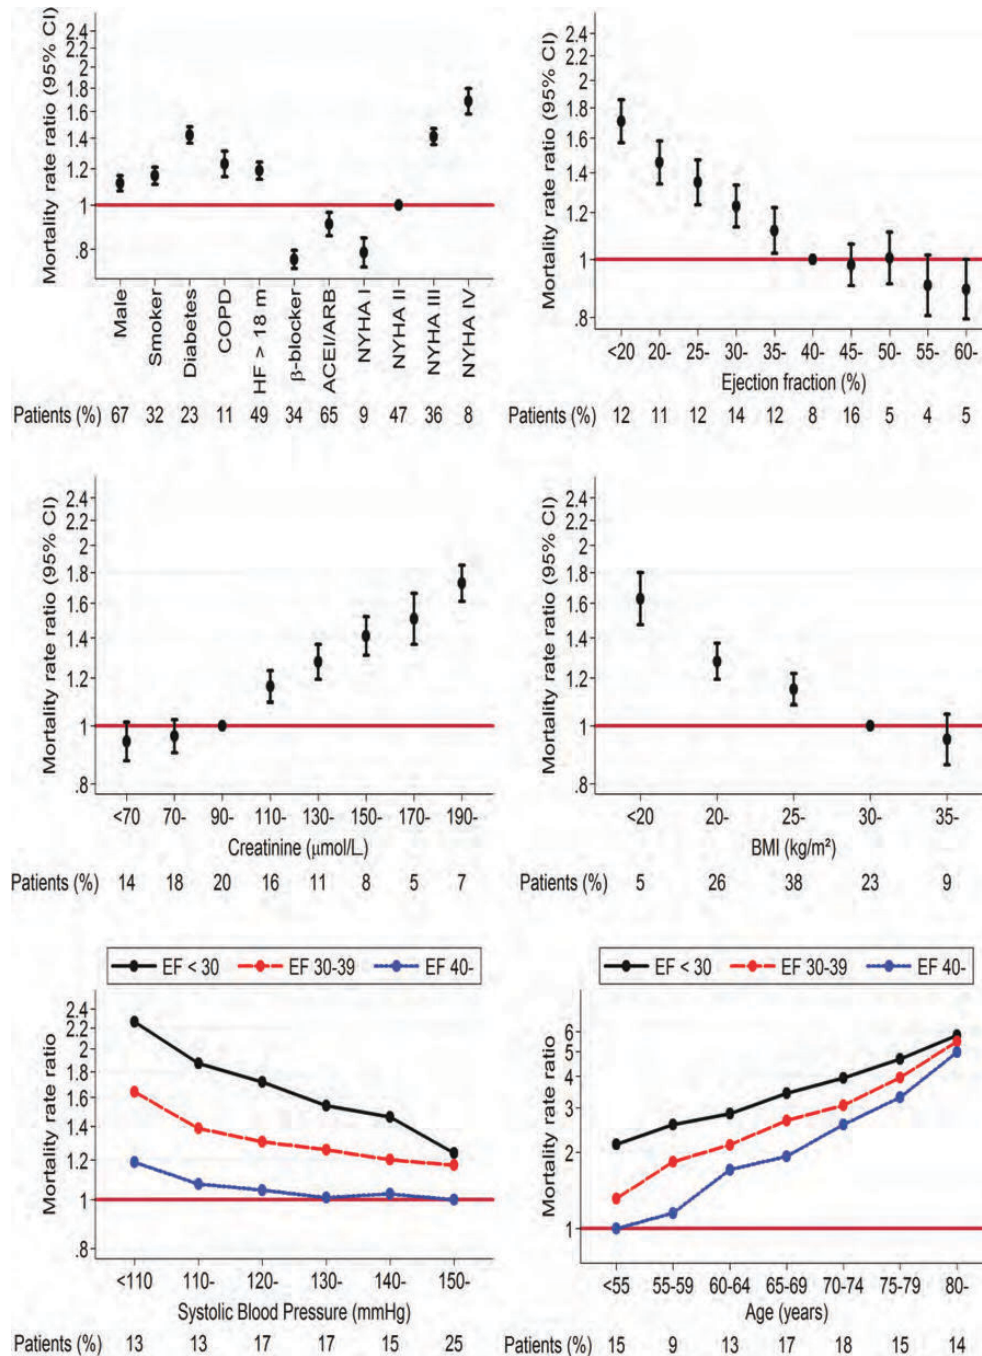 Mortality rate ratio (95% CI)
2.4
2.2
2
1.8
1.6
1.4
1.2
1
.8
Male
Smoker
Diabetes
COPD
HF > 18 m
β-blocker
ACEI/ARB
NYHA I
NYHA II
NYHA III
NYHA IV
Patients (%) 67 32 23 11 49 34 65 9 47 36 8
Mortality rate ratio (95% CI)
2.4
2.2
2
1.8
1.6
1.4
1.2
1
.8
<20 20- 25- 30- 35- 40- 45- 50- 55- 60-
Ejection fraction (%)
Patients (%) 12 11 12 14 12 8 16 5 4 5
Mortality rate ratio (95% CI)
2.4
2.2
2
1.8
1.6
1.4
1.2
1
.8
<70 70- 90- 110- 130- 150- 170- 190-
Creatinine (μmol/L.)
Patients (%) 14 18 20 16 11 8 5 7
Mortality rate ratio (95% CI)
2.4
2.2
2
1.8
1.6
1.4
1.2
1
.8
<20 20- 25- 30- 35-
BMI (kg/m²)
Patients (%) 5 26 38 23 9
EF < 30 EF 30-39 EF 40-
Mortality rate ratio
2.4
2.2
2
1.8
1.6
1.4
1.2
1
.8
<110 110- 120- 130- 140- 150-
Systolic Blood Pressure (mmHg)
Patients (%) 13 13 17 17 15 25
EF < 30 EF 30-39 EF 40-
Mortality rate ratio
6
5
4
3
2
1
<55 55-59 60-64 65-69 70-74 75-79 80-
Age (years)
Patients (%) 15 9 13 17 18 15 14